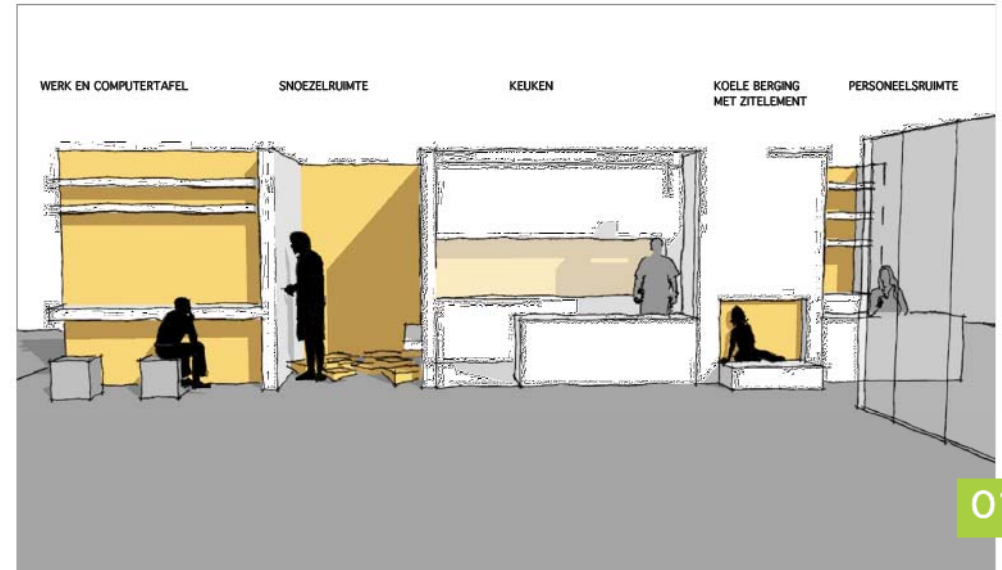 WERK EN COMPUTERTAFEL
SNOEZELRUIMTE
KEUKEN
KOELE BERGING
MET ZITELEMENT
PERSONEELSRUIMTE